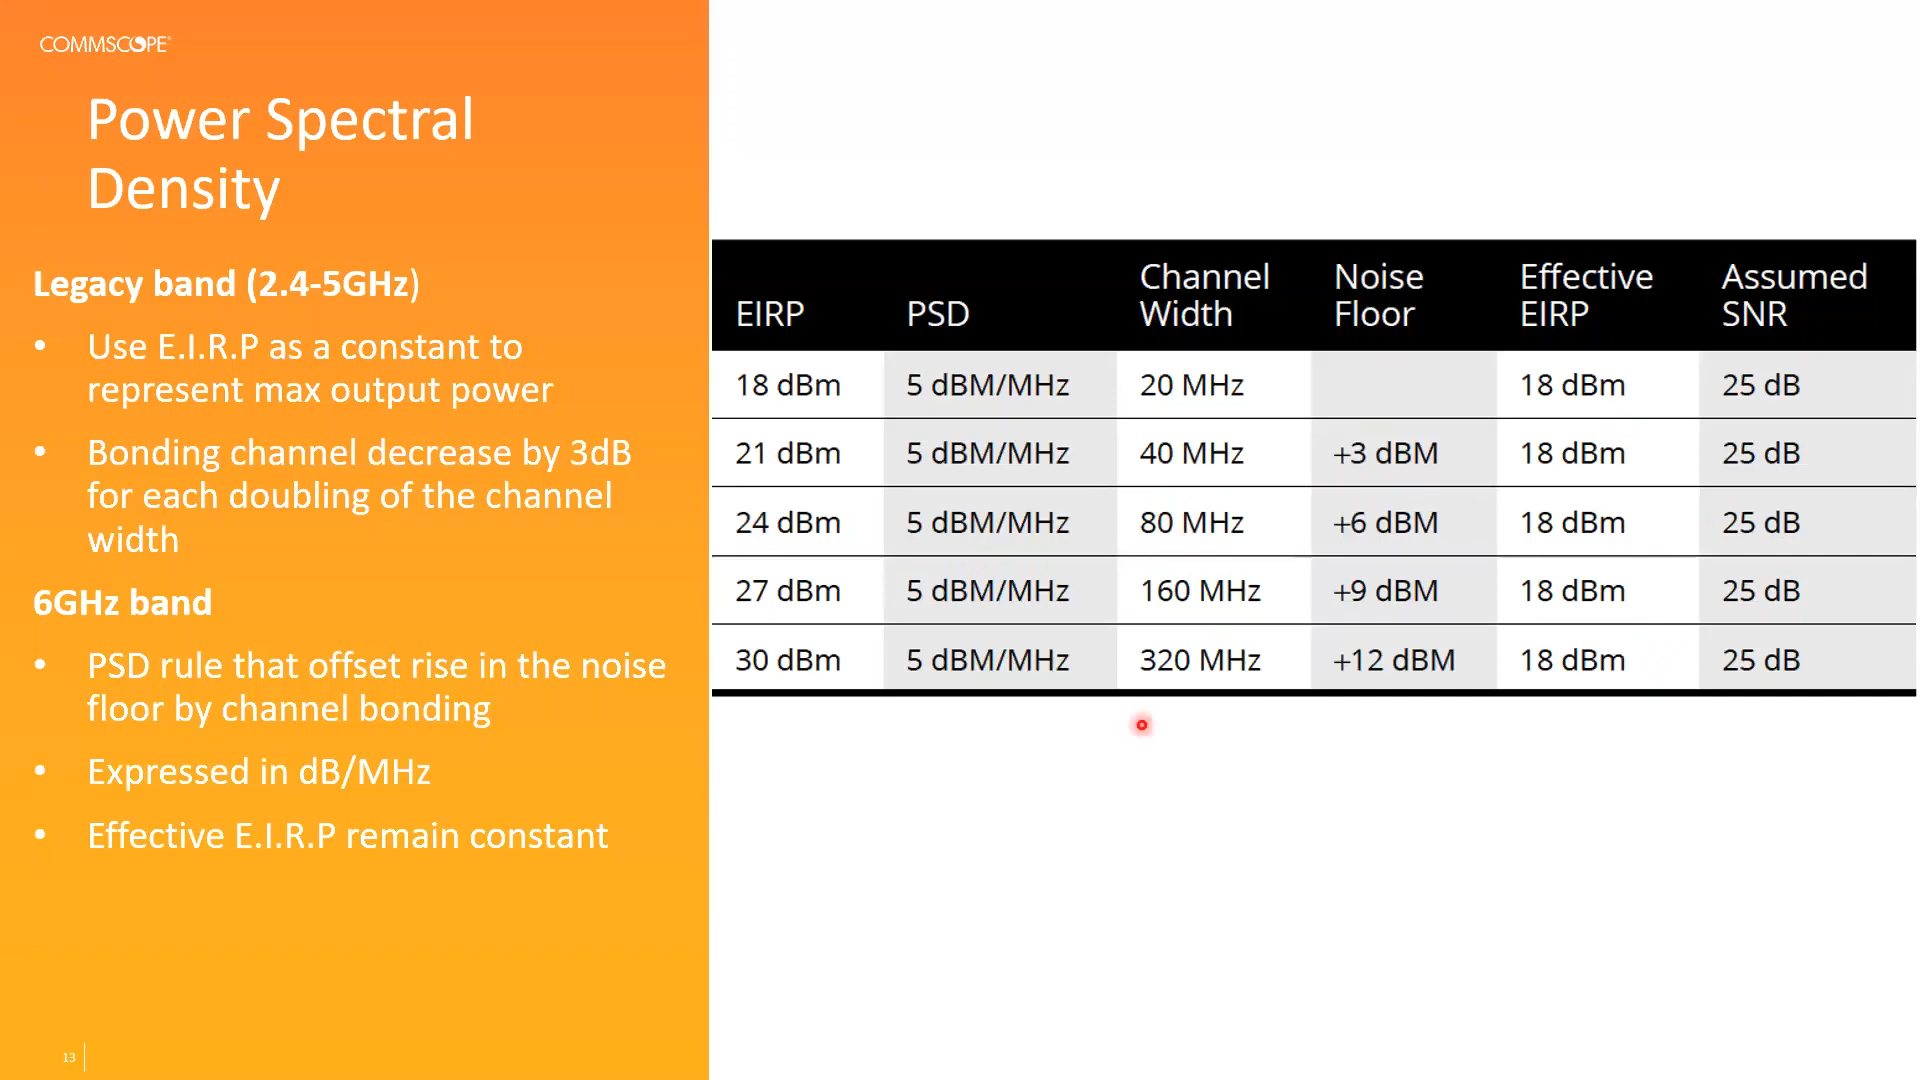 COMMSCOPE®
Power Spectral
Density
Legacy band (2.4-5GHz)
• Use E.I.R.P as a constant to
represent max output power
• Bonding channel decrease by 3dB
for each doubling of the channel
width
6GHz band
• PSD rule that offset rise in the noise
floor by channel bonding
• Expressed in dB/MHz
• Effective E.I.R.P remain constant
13
EIRP PSD Channel Width Noise Floor Effective EIRP Assumed SNR
18 dBm 5 dBM/MHz 20 MHz 18 dBm 25 dB
21 dBm 5 dBM/MHz 40 MHz +3 dBM 18 dBm 25 dB
24 dBm 5 dBM/MHz 80 MHz +6 dBM 18 dBm 25 dB
27 dBm 5 dBM/MHz 160 MHz +9 dBM 18 dBm 25 dB
30 dBm 5 dBM/MHz 320 MHz +12 dBM 18 dBm 25 dB